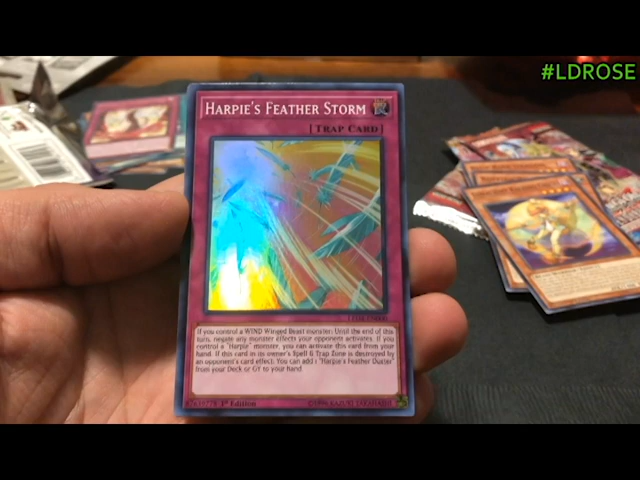 #LDROSE
HARPIE'S FEATHER STORM
[TRAP CARD]
If you control a WIND Winged Beast monster: Until the end of this
turn, negate any monster effects your opponent activates. If you
control a "Harpie" monster, you can activate this card from your
hand. If this card in its owner's Spell & Trap Zone is destroyed by
an opponent's card effect: You can add 1 "Harpie's Feather Duster"
from your Deck or GY to your hand.
1st Edition
©1996 KAZUKI TAKAHASHI